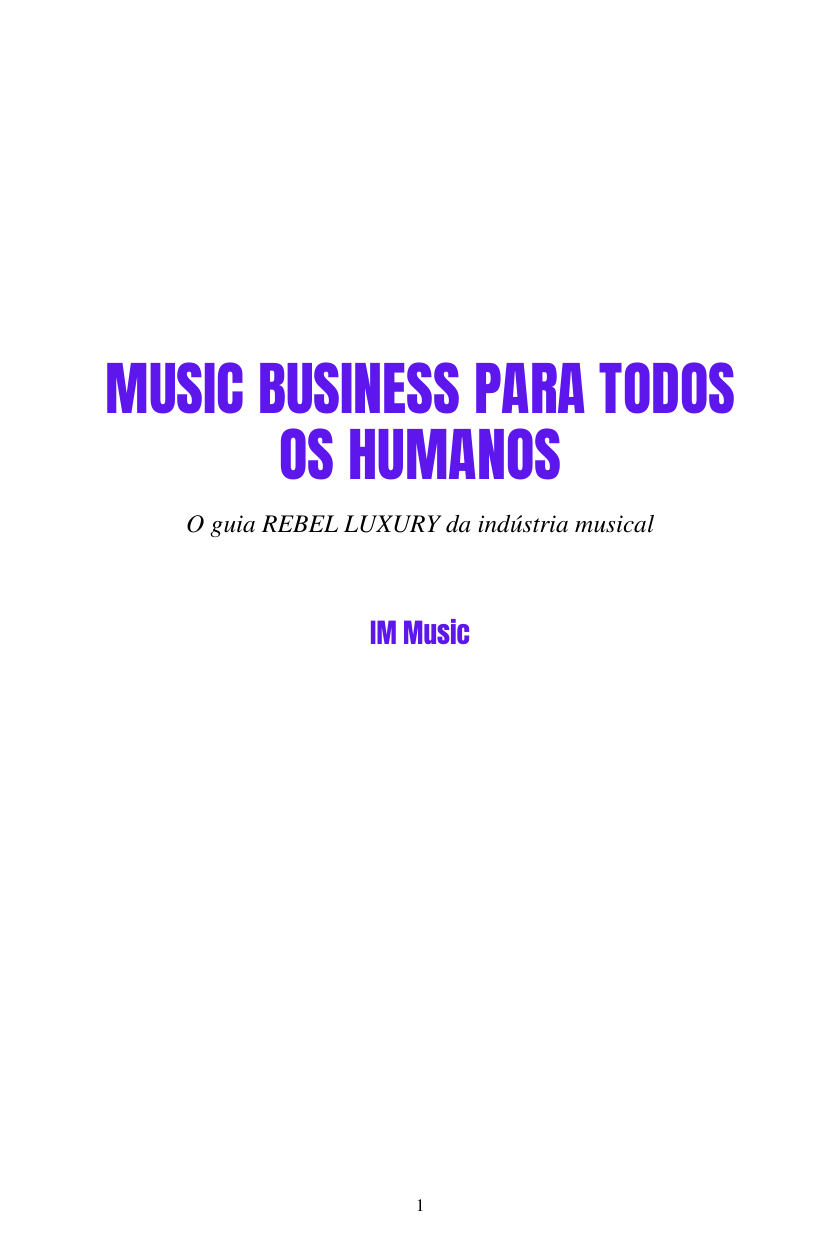 MUSIC BUSINESS PARA TODOS
OS HUMANOS
O guia REBEL LUXURY da indústria musical
IM Music
1